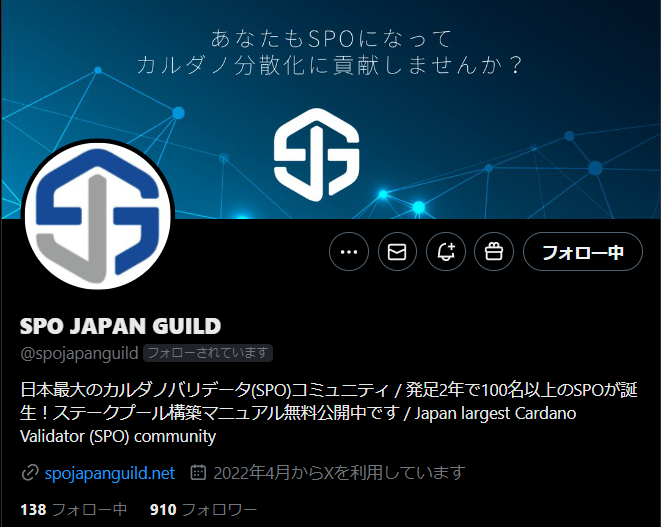 あなたもSPOになって
カルダノ分散化に貢献しませんか？
フォロー中
SPO JAPAN GUILD
@spojapanguild フォローされています
日本最大のカルダノバリデータ(SPO)コミュニティ / 発足2年で100名以上のSPOが誕
生！ステークプール構築マニュアル無料公開中です / Japan largest Cardano
Validator (SPO) community
spojapanguild.net 2022年4月からXを利用しています
138 フォロー中 910 フォロワー